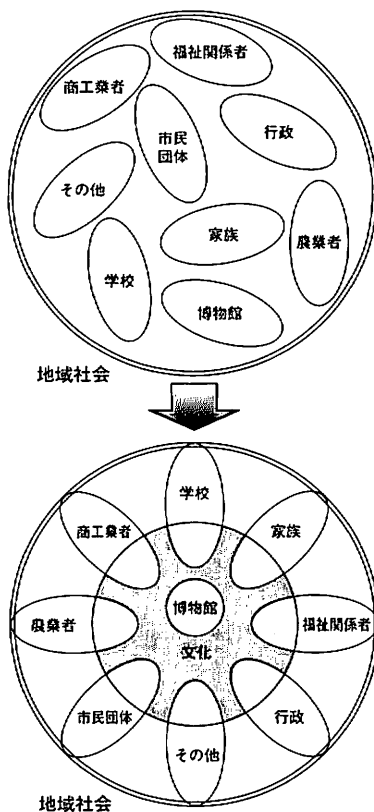 福祉関係者
商工業者
市民
団体
行政
その他
家族
農業者
学校
博物館
地域社会
学校
商工業者
家族
博物館
農業者
福祉関係者
文化
市民団体
行政
その他
地域社会